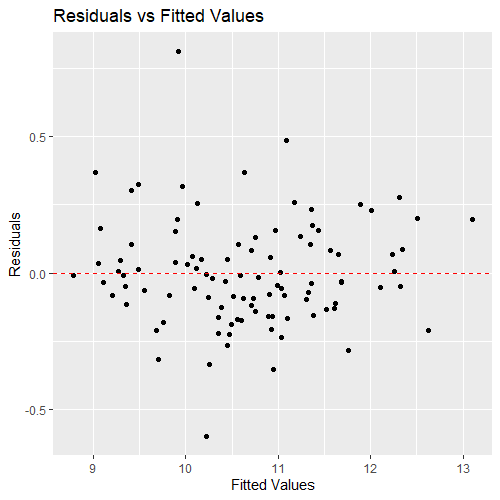 Residuals vs Fitted Values
Residuals
0.5
0.0
-0.5
9 10 11 12 13
Fitted Values